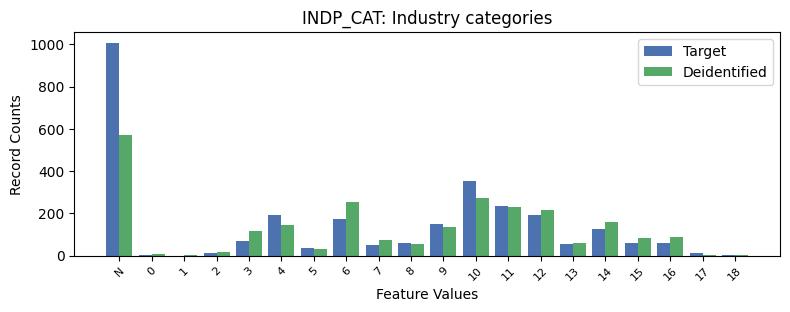 INDP_CAT: Industry categories
Target
Deidentified
Record Counts
1000
800
600
400
200
0
N 0 1 2 3 4 5 6 7 8 9 10 11 12 13 14 15 16 17 18
Feature Values